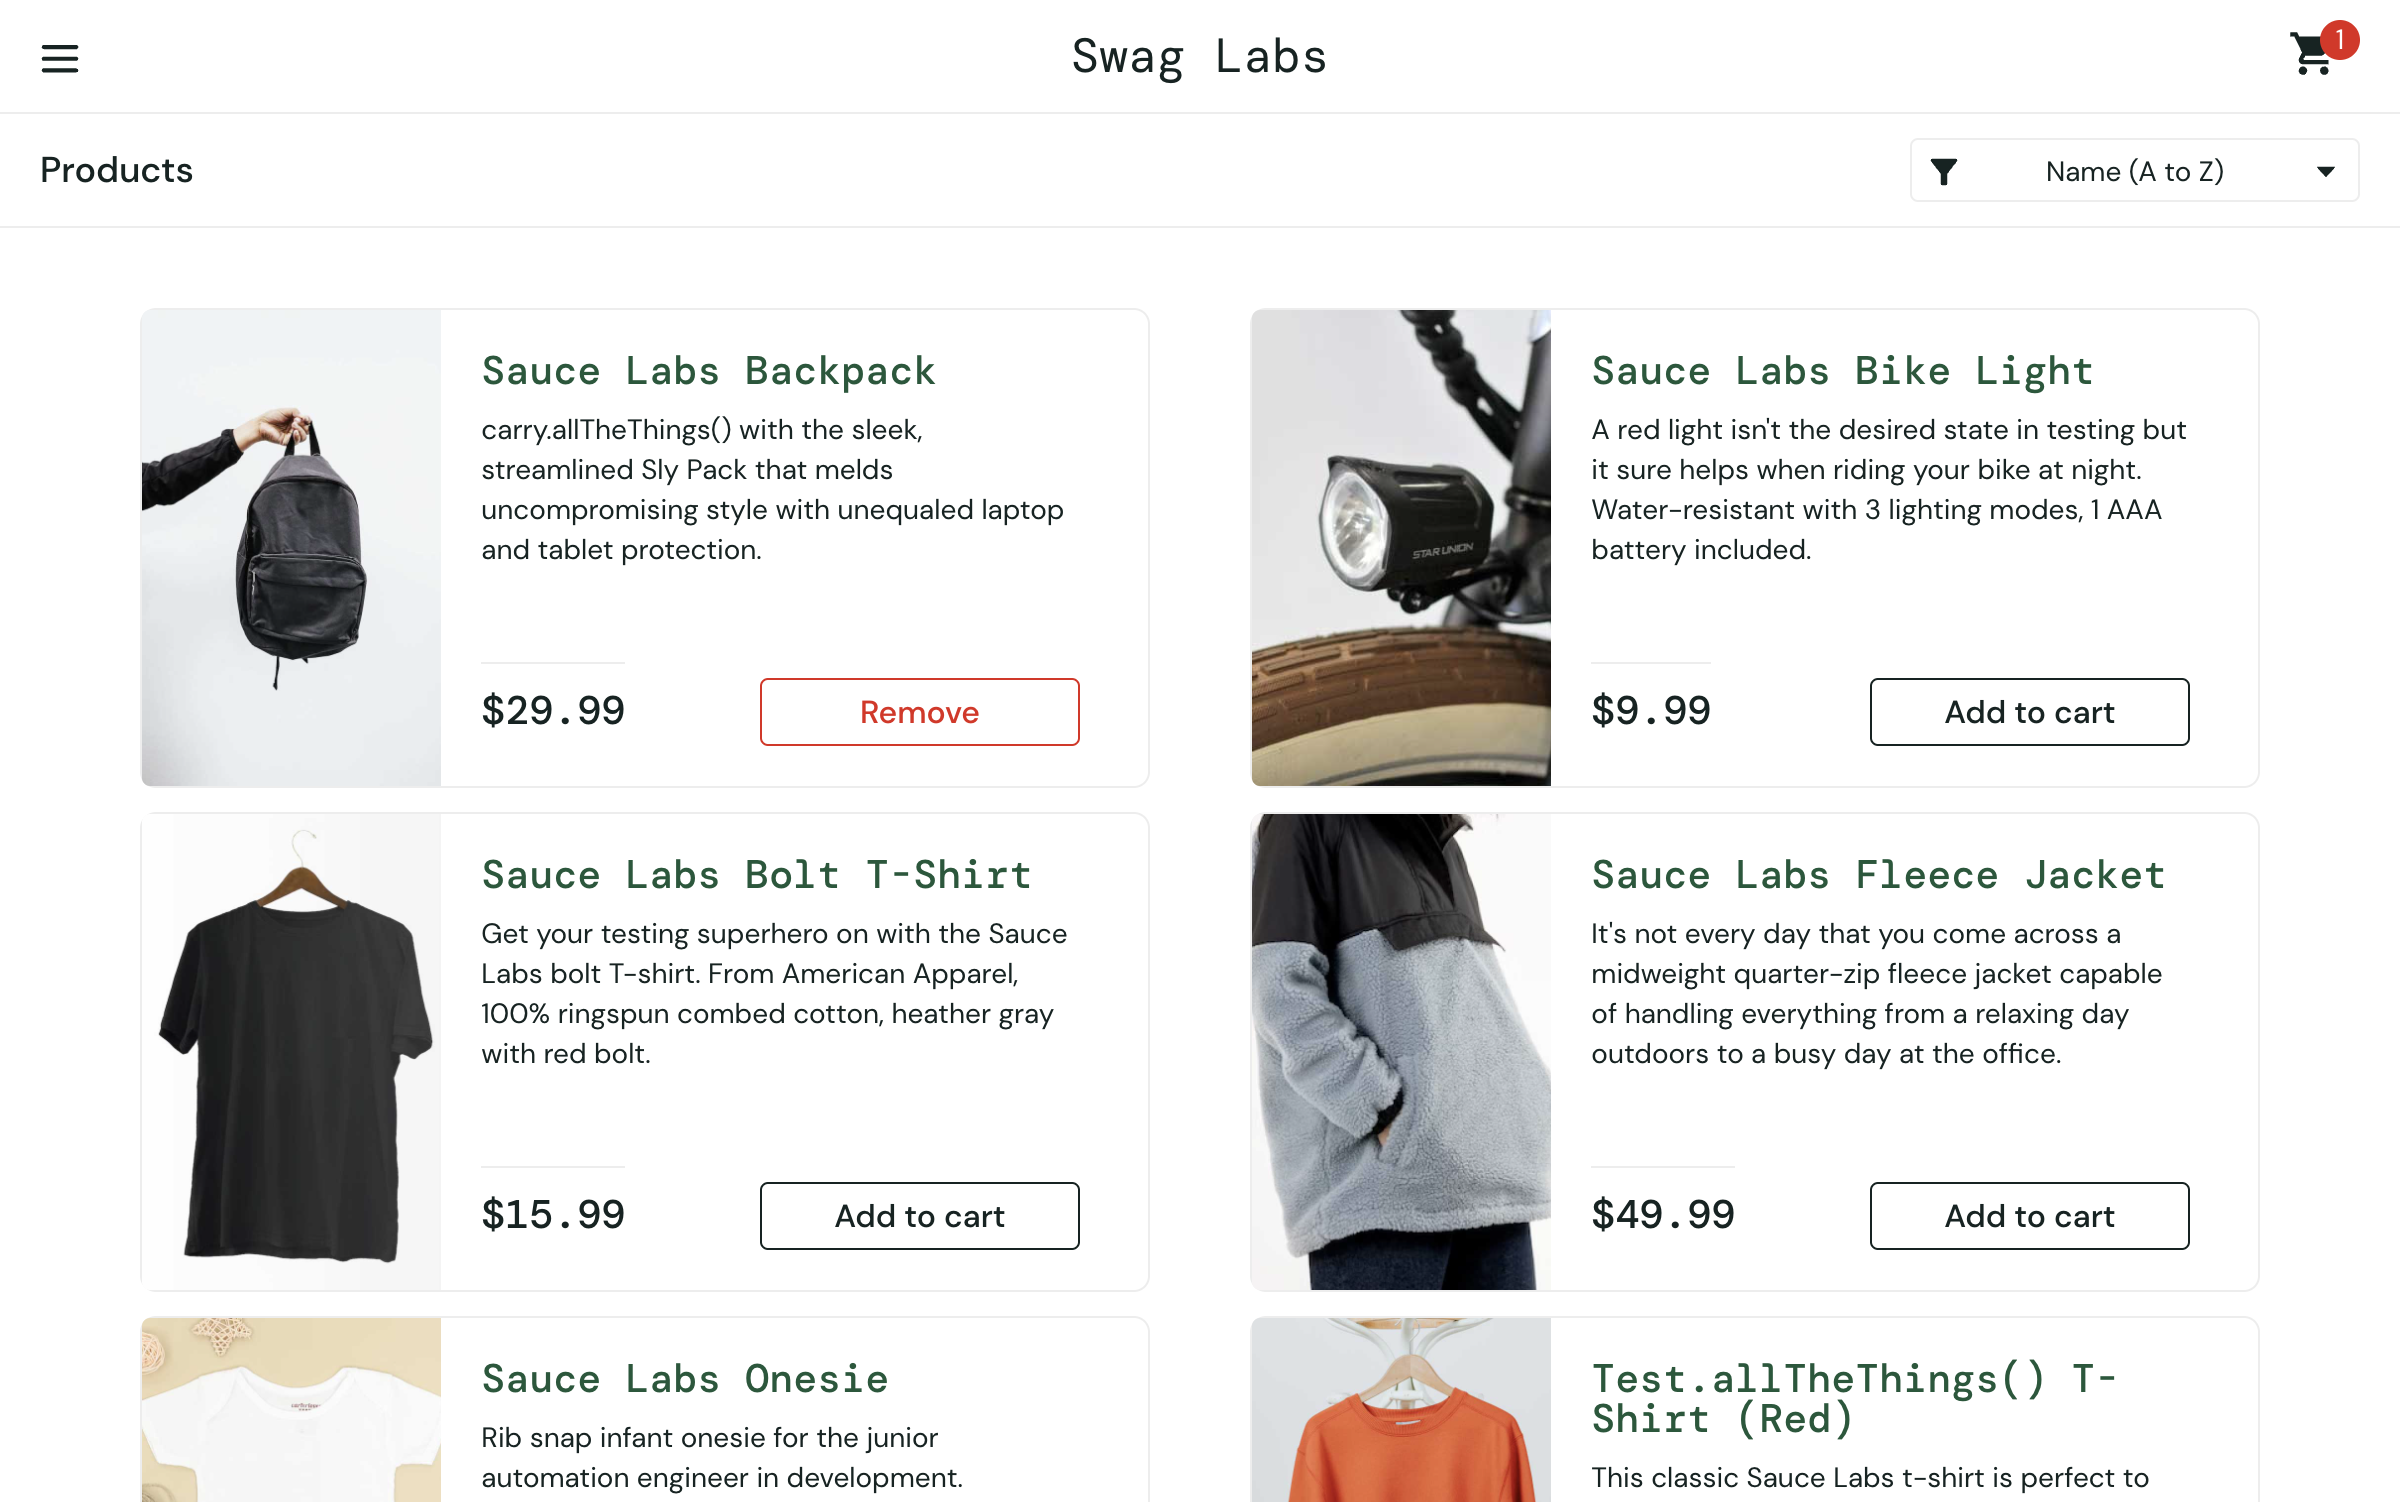 Swag Labs
1
Products
Name (A to Z)
Sauce Labs Backpack
carry.allTheThings() with the sleek,
streamlined Sly Pack that melds
uncompromising style with unequaled laptop
and tablet protection.
$29.99
Remove
STAR UNION
Sauce Labs Bike Light
A red light isn't the desired state in testing but
it sure helps when riding your bike at night.
Water-resistant with 3 lighting modes, 1 AAA
battery included.
$9.99
Add to cart
Sauce Labs Bolt T-Shirt
Get your testing superhero on with the Sauce
Labs bolt T-shirt. From American Apparel,
100% ringspun combed cotton, heather gray
with red bolt.
$15.99
Add to cart
Sauce Labs Fleece Jacket
It's not every day that you come across a
midweight quarter-zip fleece jacket capable
of handling everything from a relaxing day
outdoors to a busy day at the office.
$49.99
Add to cart
Sauce Labs Onesie
Rib snap infant onesie for the junior
automation engineer in development.
Test.allTheThings() T-
Shirt (Red)
This classic Sauce Labs t-shirt is perfect to